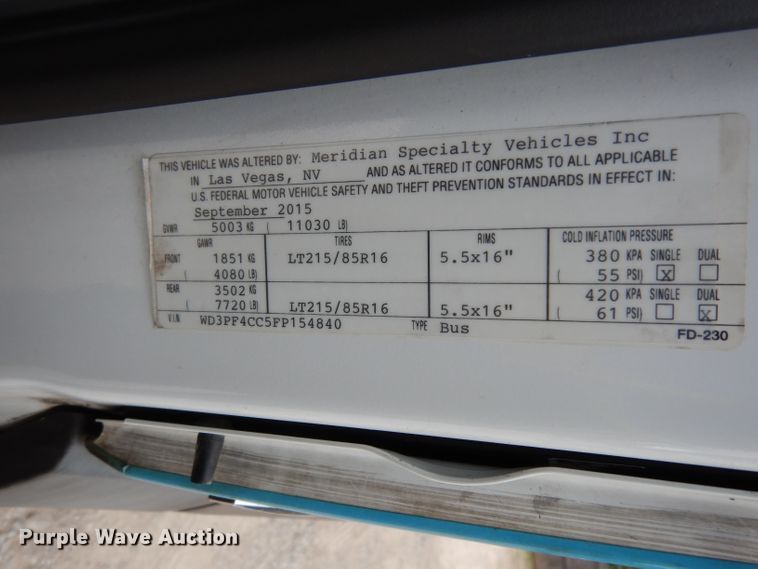 THIS VEHICLE WAS ALTERED BY: Meridian Specialty Vehicles Inc
IN Las Vegas, NV AND AS ALTERED IT CONFORMS TO ALL APPLICABLE
U.S. FEDERAL MOTOR VEHICLE SAFETY AND THEFT PREVENTION STANDARDS IN EFFECT IN:
September 2015
GVWR 5003 KG ( 11030 LB)
GAWR TIRES RIMS COLD INFLATION PRESSURE
FRONT 1851 KG LT215/85R16 5.5x16" 380 KPA SINGLE DUAL
( 4080 LB) ( 55 PSI) X
REAR 3502 KG LT215/85R16 5.5x16" 420 KPA SINGLE DUAL
( 7720 LB) ( 61 PSI) X
V.I.N WD3PF4CC5FP154840 TYPE Bus
FD-230
Purple Wave Auction